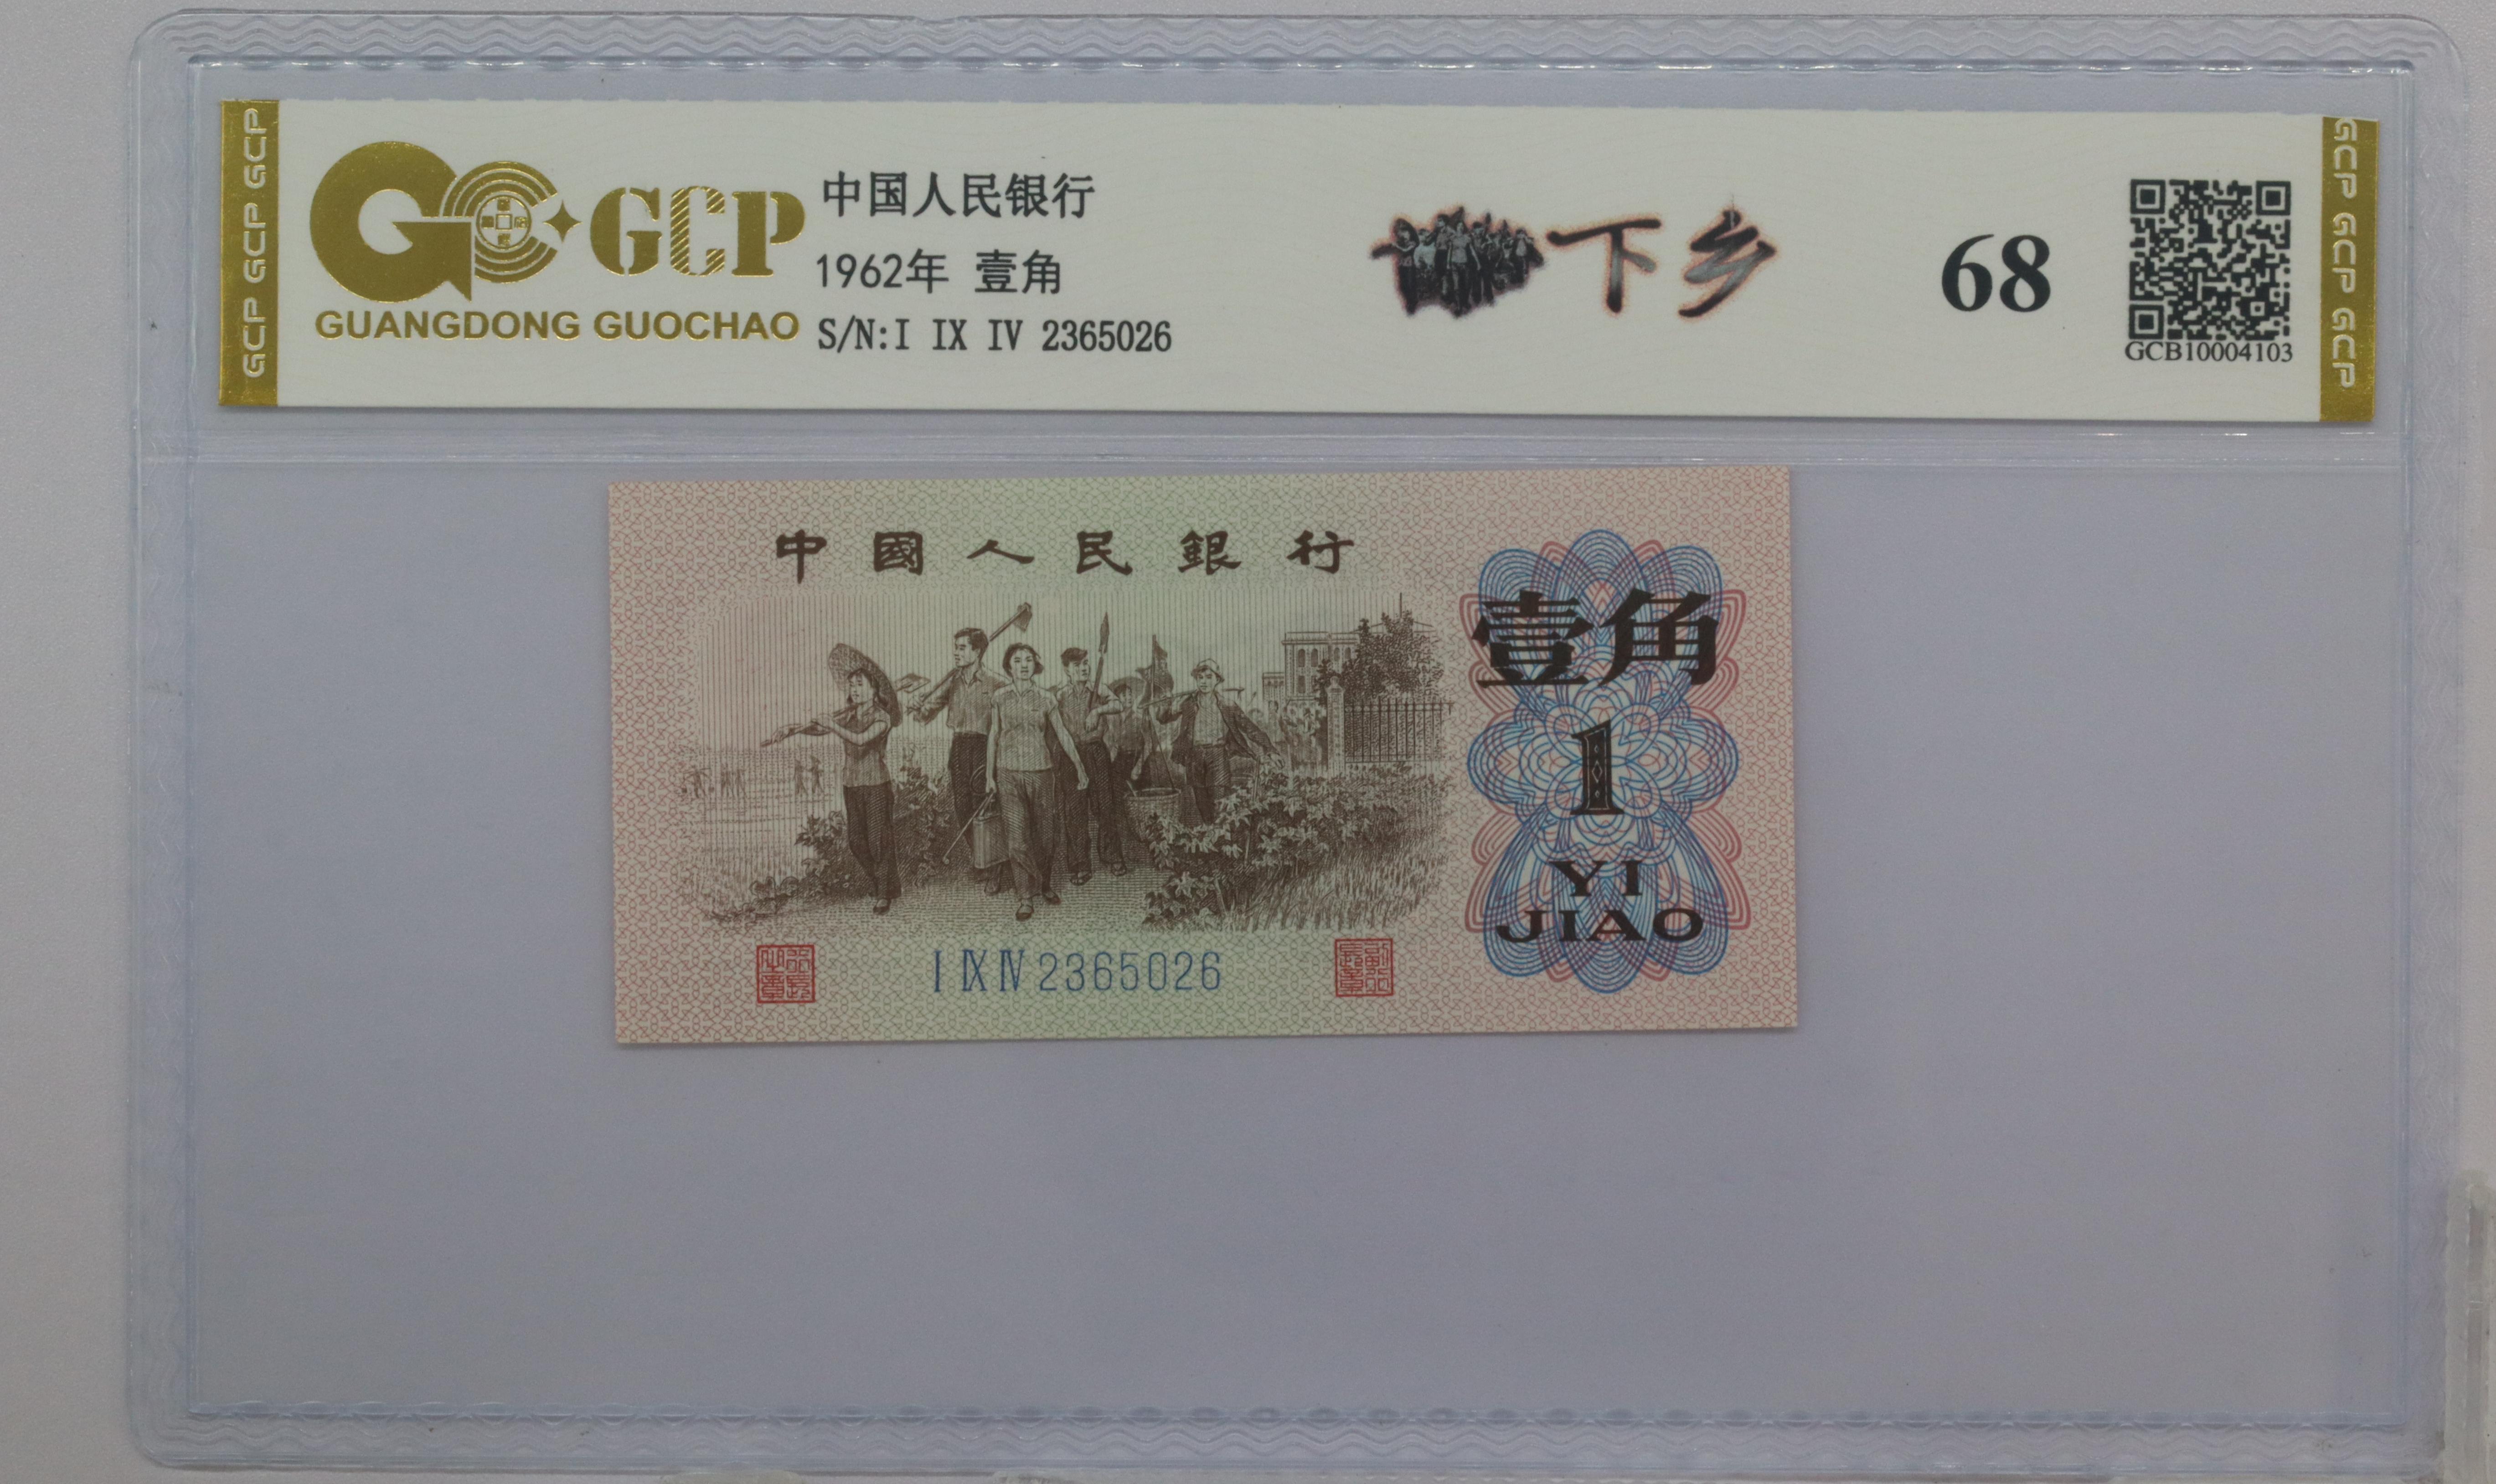 GCP GCP GCP
GCP
GUANGDONG GUOCHAO
中国人民银行
1962年 壹角
S/N:I IX IV 2365026
下乡
68
GCB10004103
GCP GCP GCP
中國人民銀行
壹角
1
YI
JIAO
I IX IV 2365026